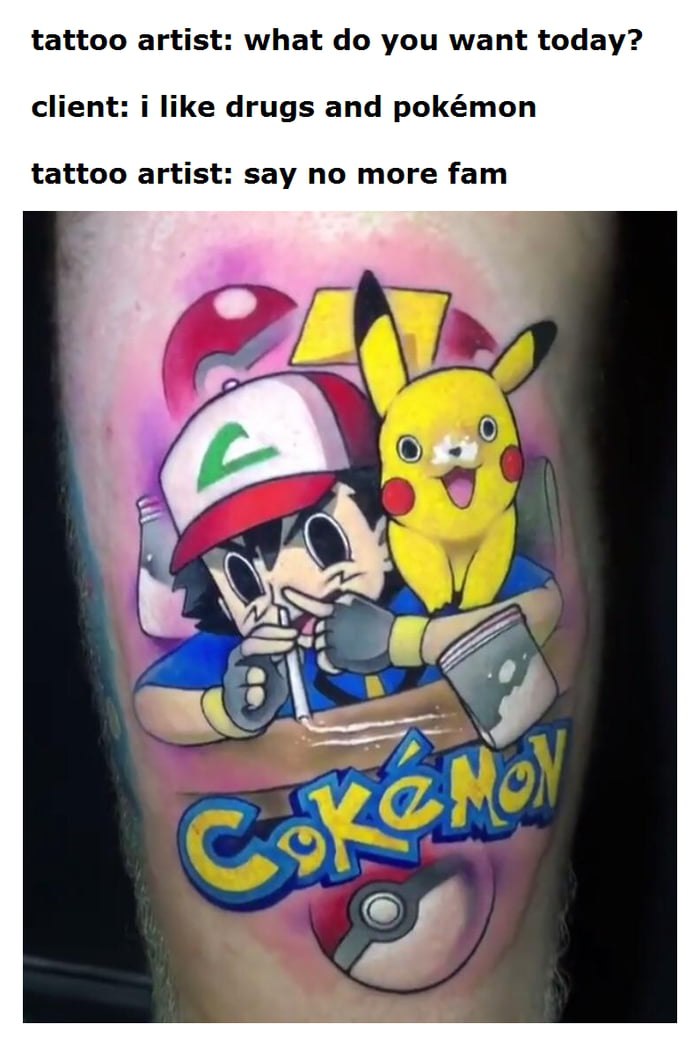 tattoo artist: what do you want today?
client: i like drugs and pokémon
tattoo artist: say no more fam
CoKéMON